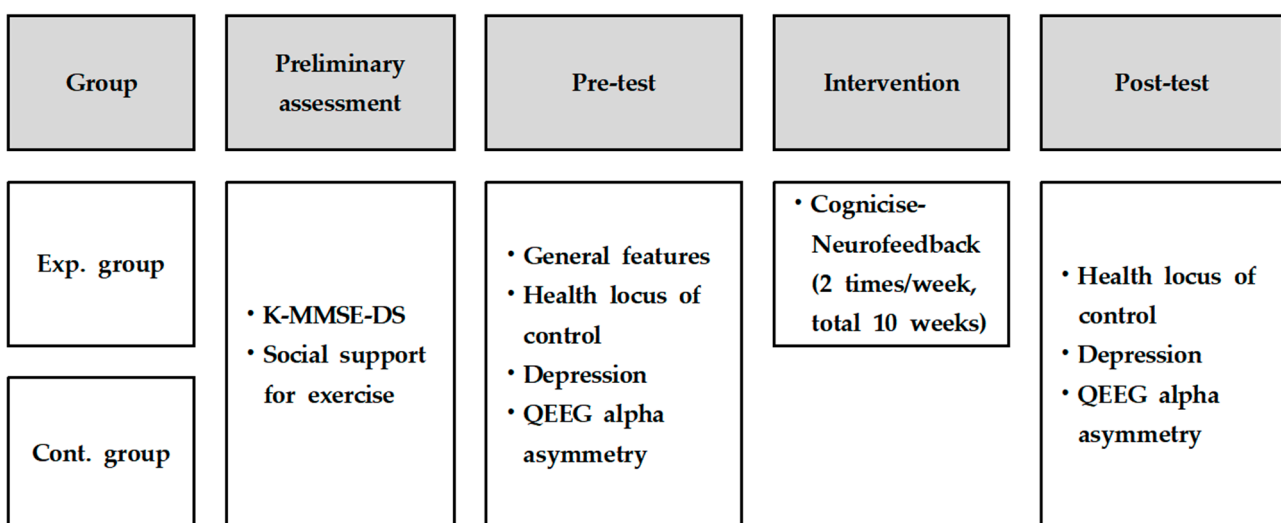 Group
Preliminary
assessment
Pre-test
Intervention
Post-test
Exp. group
Cont. group
• K-MMSE-DS
• Social support
for exercise
• General features
• Health locus of
control
• Depression
• QEEG alpha
asymmetry
• Cognicise-
Neurofeedback
(2 times/week,
total 10 weeks)
• Health locus of
control
• Depression
• QEEG alpha
asymmetry